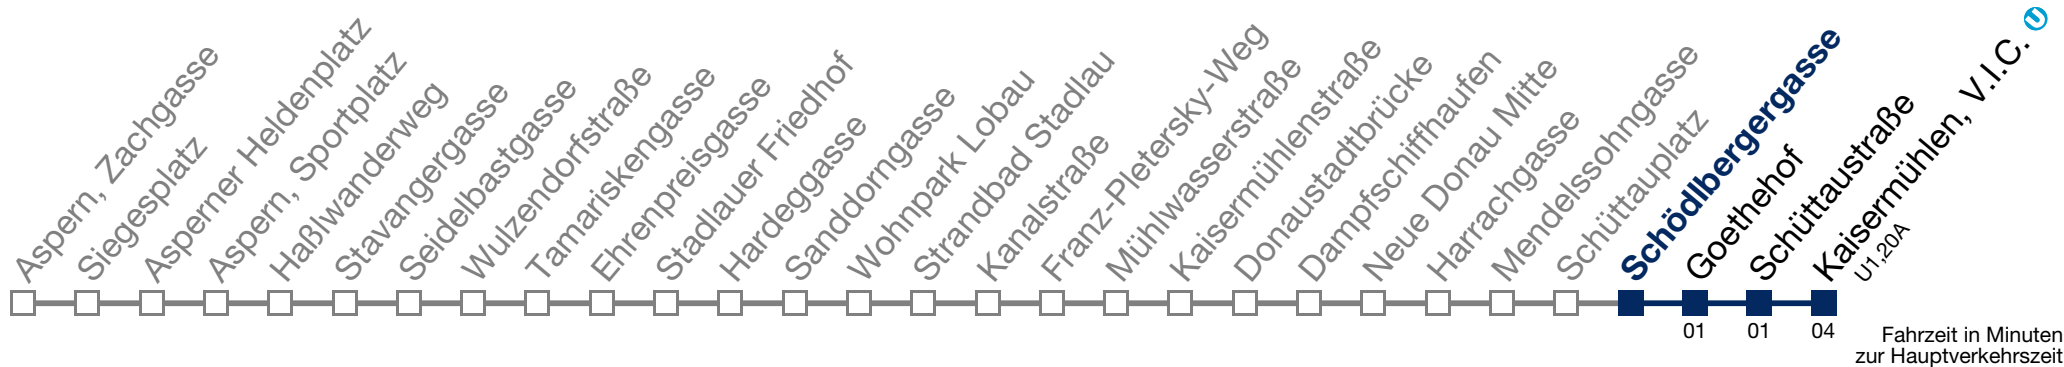 Aspern, Zachgasse
Siegesplatz
Asperner Heldenplatz
Aspern, Sportplatz
Haßlwanderweg
Stavangergasse
Seidelbastgasse
Wulzendorfstraße
Tamariskengasse
Ehrenpreisgasse
Stadlauer Friedhof
Hardeggasse
Sanddorngasse
Wohnpark Lobau
Strandbad Stadlau
Kanalstraße
Franz-Pletersky-Weg
Mühlwasserstraße
Kaisermühlenstraße
Donaustadtbrücke
Dampfschiffhaufen
Neue Donau Mitte
Harrachgasse
Mendelssohngasse
Schüttauplatz
Schödlbergergasse
Goethehof
Schüttaustraße
Kaisermühlen, V.I.C. U
U1,20A
01
01
04
Fahrzeit in Minuten
zur Hauptverkehrszeit